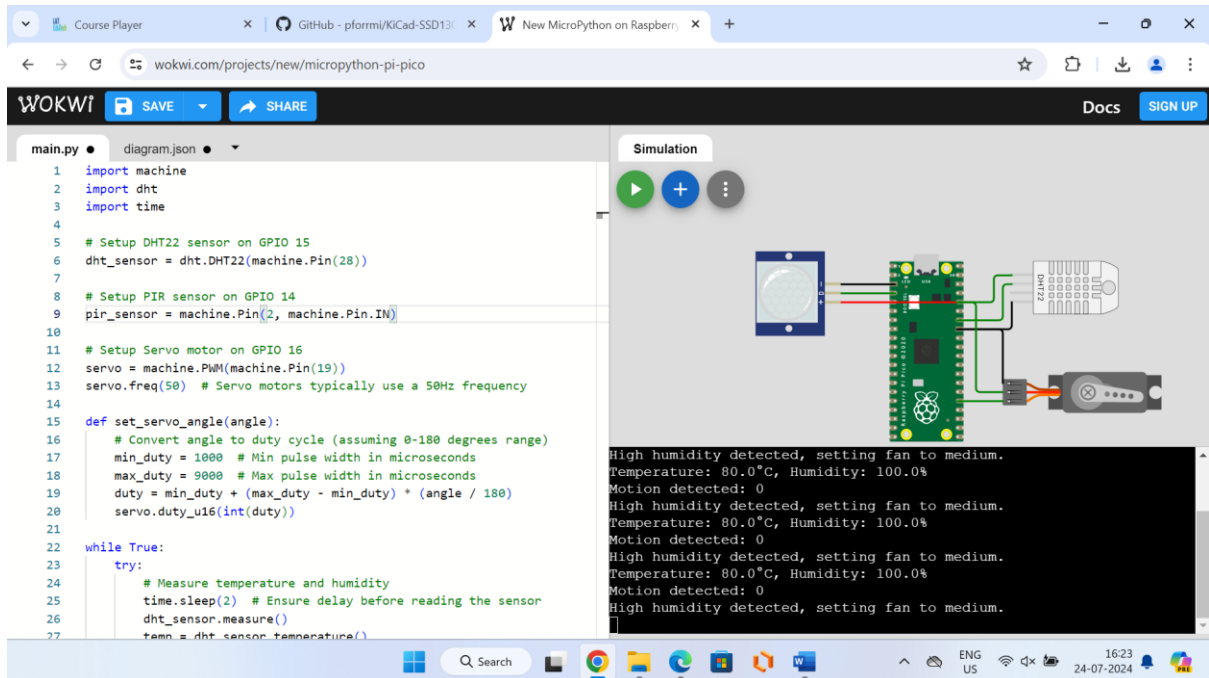 Course Player
GitHub - pforrmi/KiCad-SSD130
New MicroPython on Raspberry
wokwi.com/projects/new/micropython-pi-pico
WOKWi
SAVE
SHARE
Docs
SIGN UP
main.py
diagram.json
Simulation
1 import machine
2 import dht
3 import time
4
5 # Setup DHT22 sensor on GPIO 15
6 dht_sensor = dht.DHT22(machine.Pin(28))
7
8 # Setup PIR sensor on GPIO 14
9 pir_sensor = machine.Pin(2, machine.Pin.IN)
10
11 # Setup Servo motor on GPIO 16
12 servo = machine.PWM(machine.Pin(19))
13 servo.freq(50)  # Servo motors typically use a 50Hz frequency
14
15 def set_servo_angle(angle):
16     # Convert angle to duty cycle (assuming 0-180 degrees range)
17     min_duty = 1000  # Min pulse width in microseconds
18     max_duty = 9000  # Max pulse width in microseconds
19     duty = min_duty + (max_duty - min_duty) * (angle / 180)
20     servo.duty_u16(int(duty))
21
22 while True:
23     try:
24         # Measure temperature and humidity
25         time.sleep(2)  # Ensure delay before reading the sensor
26         dht_sensor.measure()
27         temp = dht_sensor.temperature()
DHT22
Raspberry Pi Pico ©2020
High humidity detected, setting fan to medium.
Temperature: 80.0°C, Humidity: 100.0%
Motion detected: 0
High humidity detected, setting fan to medium.
Temperature: 80.0°C, Humidity: 100.0%
Motion detected: 0
High humidity detected, setting fan to medium.
Temperature: 80.0°C, Humidity: 100.0%
Motion detected: 0
High humidity detected, setting fan to medium.
Search
ENG
US
16:23
24-07-2024
PRE